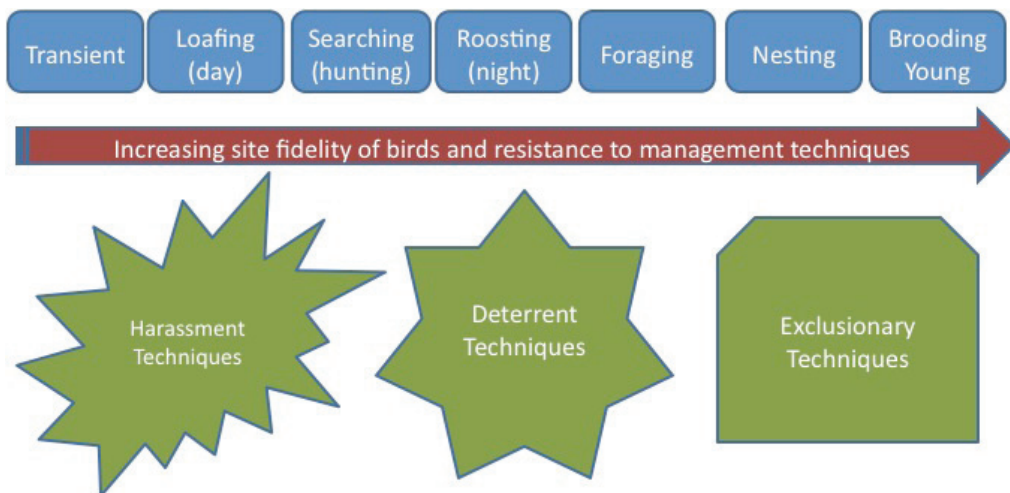 Transient
Loafing
(day)
Searching
(hunting)
Roosting
(night)
Foraging
Nesting
Brooding
Young
Increasing site fidelity of birds and resistance to management techniques
Harassment
Techniques
Deterrent
Techniques
Exclusionary
Techniques